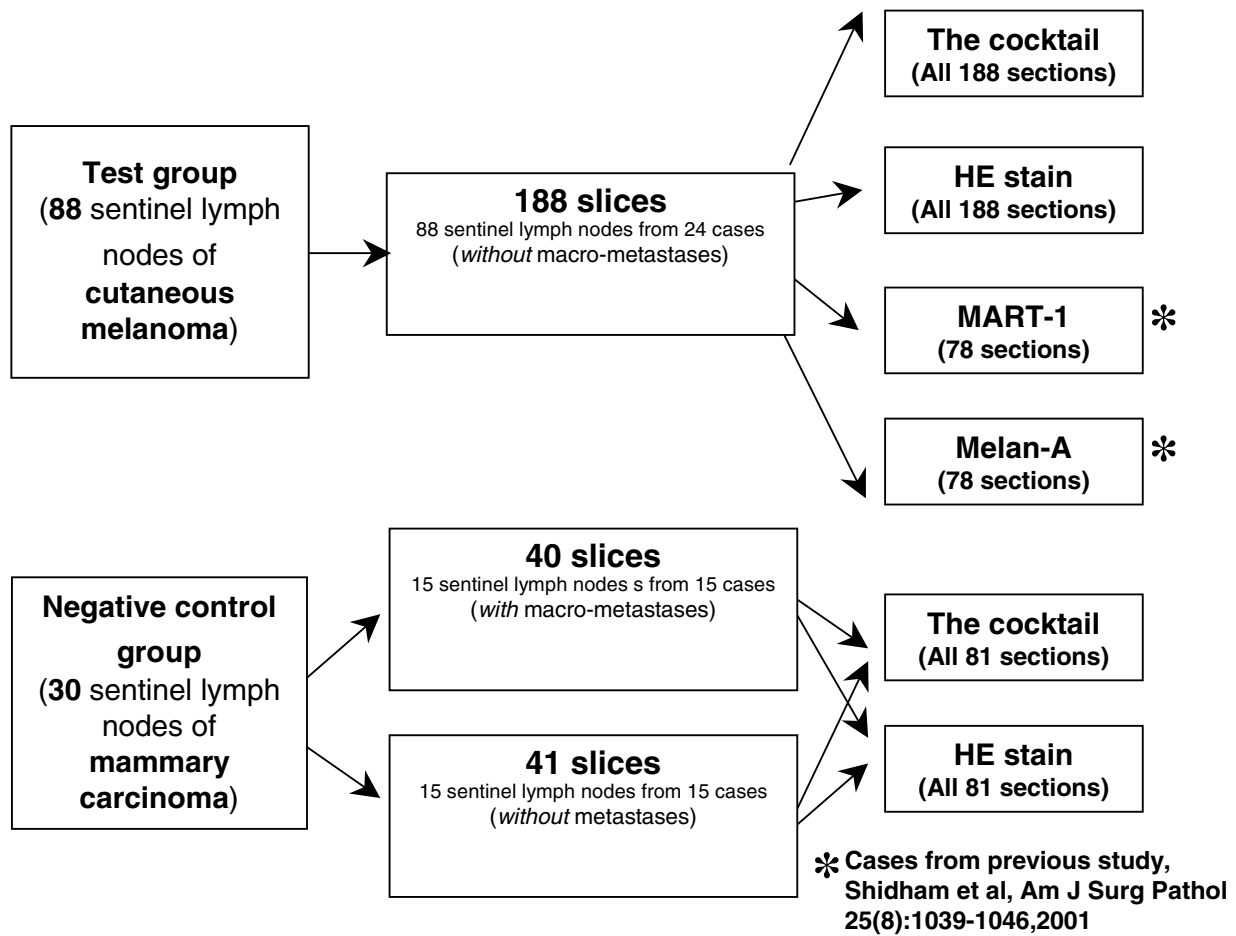 Test group
(88 sentinel lymph
nodes of
cutaneous
melanoma)
188 slices
88 sentinel lymph nodes from 24 cases
(without macro-metastases)
The cocktail
(All 188 sections)
HE stain
(All 188 sections)
MART-1
(78 sections)
*
Melan-A
(78 sections)
*
Negative control
group
(30 sentinel lymph
nodes of
mammary
carcinoma)
40 slices
15 sentinel lymph nodes s from 15 cases
(with macro-metastases)
41 slices
15 sentinel lymph nodes from 15 cases
(without metastases)
The cocktail
(All 81 sections)
HE stain
(All 81 sections)
* Cases from previous study,
Shidham et al, Am J Surg Pathol
25(8):1039-1046,2001